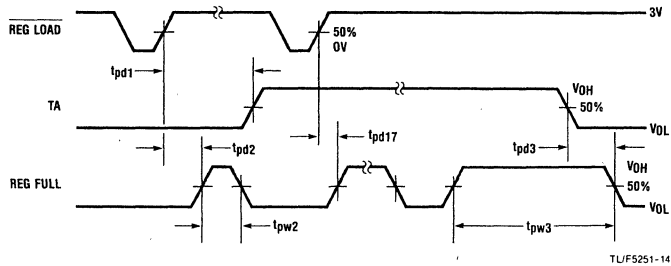 REG LOAD
3V
50%
0V
tpd1
TA
VOH
50%
VOL
tpd2
tpd17
tpd3
REG FULL
VOH
50%
VOL
tpw2
tpw3
TL/F5251-14